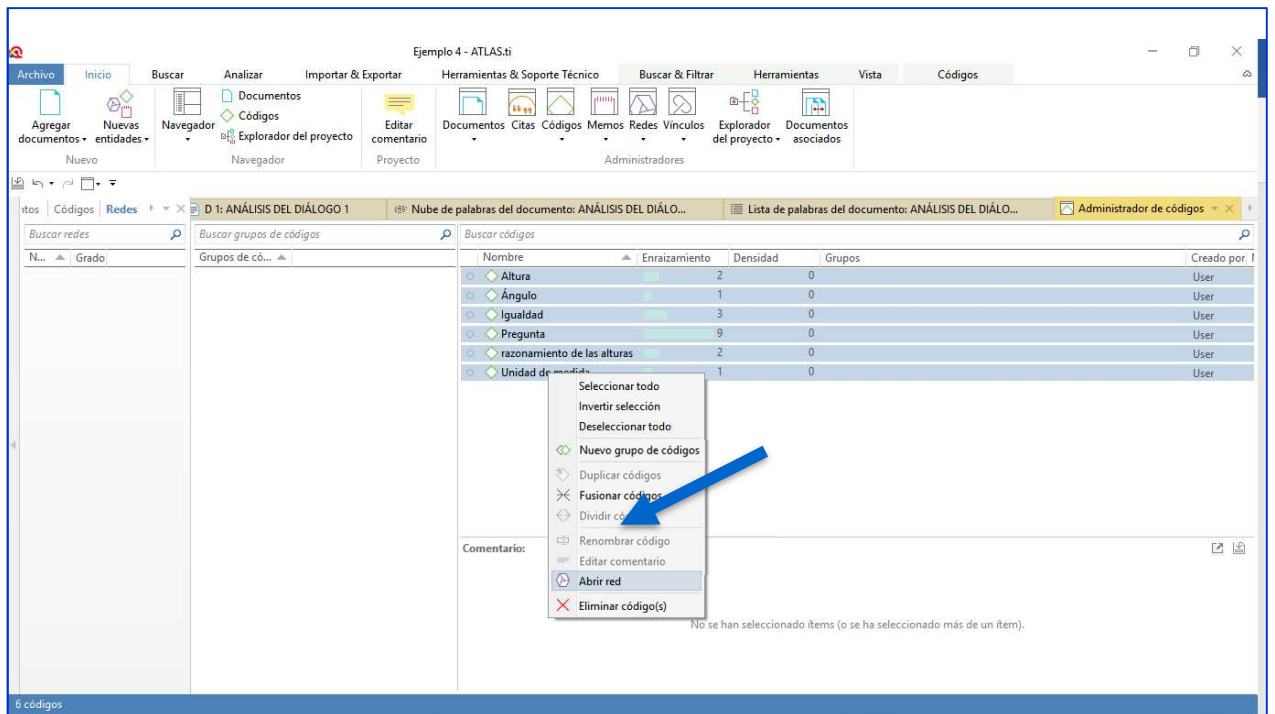 Ejemplo 4 - ATLAS.ti
Archivo Inicio Buscar Analizar Importar & Exportar Herramientas & Soporte Técnico Buscar & Filtrar Herramientas Vista Códigos
Agregar documentos Nuevas entidades Navegador Documentos Códigos Explorador del proyecto Editar comentario Documentos Citas Códigos Memos Redes Vínculos Explorador del proyecto Documentos asociados
Nuevo Navegador Proyecto Administradores
Códigos Redes D 1: ANÁLISIS DEL DIÁLOGO 1 Nube de palabras del documento: ANÁLISIS DEL DIÁLO... Lista de palabras del documento: ANÁLISIS DEL DIÁLO... Administrador de códigos
Buscar redes Buscar grupos de códigos Buscar códigos
N... Grado Grupos de có... Nombre Enraizamiento Densidad Grupos Creado por
Altura 2 0 User
Ángulo 1 0 User
Igualdad 3 0 User
Pregunta 9 0 User
razonamiento de las alturas 2 0 User
Unidad de medida 1 0 User
Seleccionar todo
Invertir selección
Deseleccionar todo
Nuevo grupo de códigos
Duplicar códigos
Fusionar códigos
Dividir
Renombrar código
Comentario:
Editar comentario
Abrir red
Eliminar código(s)
No se han seleccionado ítems (o se ha seleccionado más de un ítem).
6 códigos